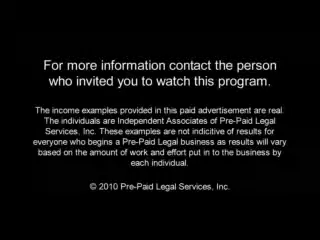 For more information contact the person
who invited you to watch this program.
The income examples provided in this paid advertisement are real.
The individuals are Independent Associates of Pre-Paid Legal
Services, Inc. These examples are not indicitive of results for
everyone who begins a Pre-Paid Legal business as results will vary
based on the amount of work and effort put in to the business by
each individual.
© 2010 Pre-Paid Legal Services, Inc.